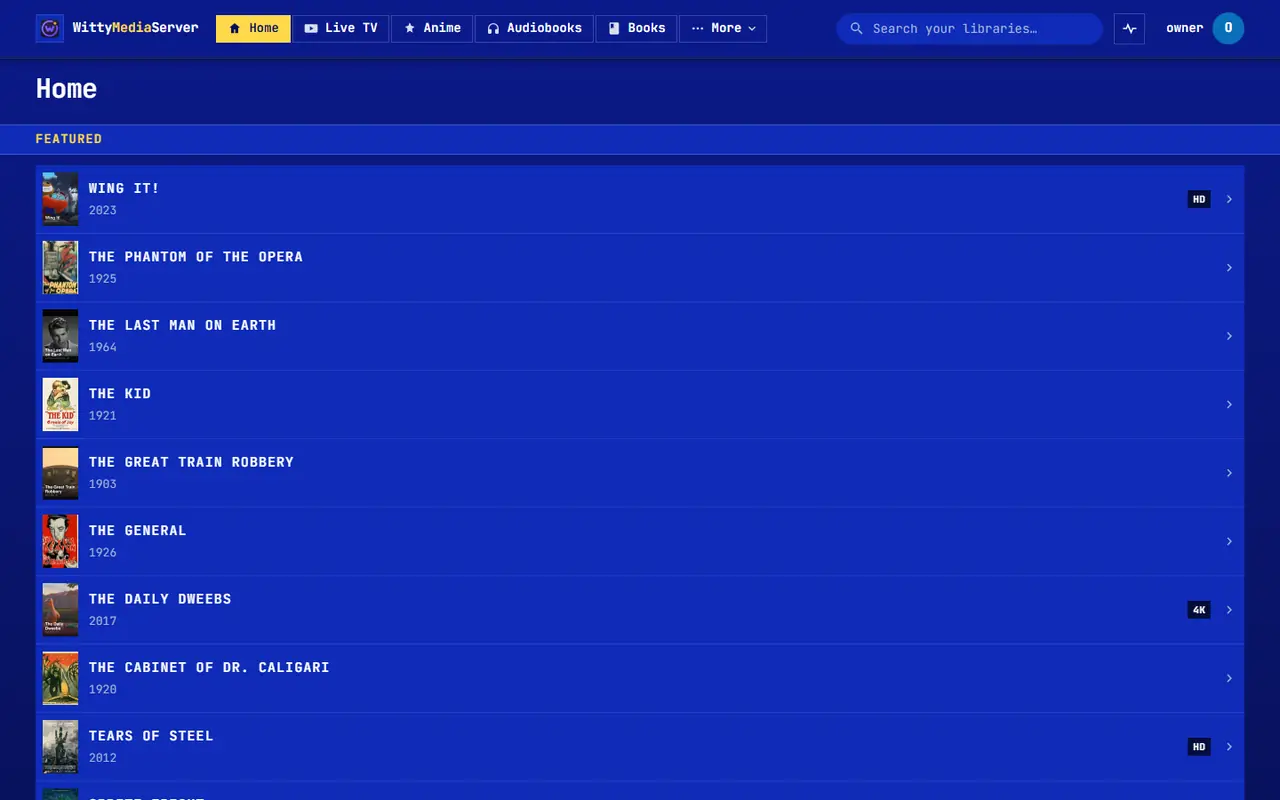 WittyMediaServer
Home
Live TV
Anime
Audiobooks
Books
More
Search your libraries…
owner
O
Home
FEATURED
WING IT!
2023
HD
THE PHANTOM OF THE OPERA
1925
THE LAST MAN ON EARTH
1964
THE KID
1921
THE GREAT TRAIN ROBBERY
1903
THE GENERAL
1926
THE DAILY DWEEBS
2017
4K
THE CABINET OF DR. CALIGARI
1920
TEARS OF STEEL
2012
HD